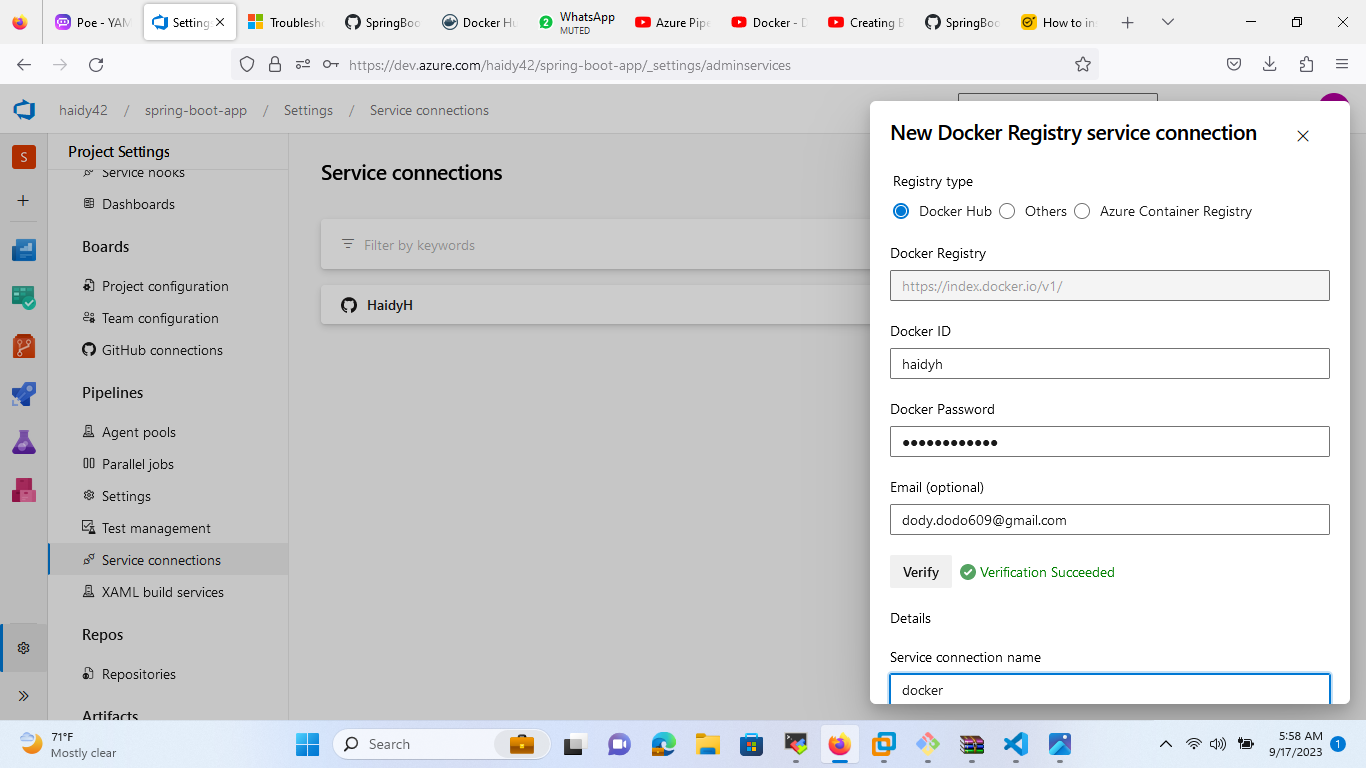 Poe - YAM
Settings
Troublesho
SpringBoo
Docker Hu
2
WhatsApp
MUTED
Azure Pipe
Docker - D
Creating B
SpringBoo
How to ins
https://dev.azure.com/haidy42/spring-boot-app/_settings/adminservices
haidy42 / spring-boot-app / Settings / Service connections
S
Project Settings
Service hooks
Dashboards
Boards
Project configuration
Team configuration
GitHub connections
Pipelines
Agent pools
Parallel jobs
Settings
Test management
Service connections
XAML build services
Repos
Repositories
Artifacts
Service connections
Filter by keywords
HaidyH
New Docker Registry service connection
Registry type
Docker Hub Others Azure Container Registry
Docker Registry
https://index.docker.io/v1/
Docker ID
haidyh
Docker Password
••••••••••••
Email (optional)
dody.dodo609@gmail.com
Verify Verification Succeeded
Details
Service connection name
docker
71°F
Mostly clear
Search
5:58 AM
9/17/2023
1